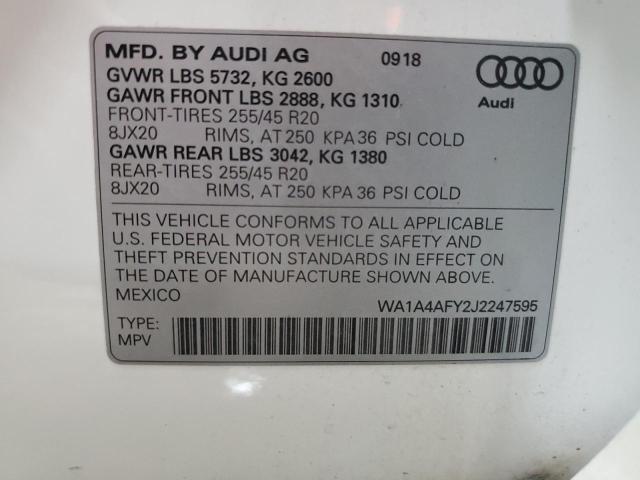 MFD. BY AUDI AG 0918
GVWR LBS 5732, KG 2600
GAWR FRONT LBS 2888, KG 1310
FRONT-TIRES 255/45 R20
8JX20 RIMS, AT 250 KPA 36 PSI COLD
GAWR REAR LBS 3042, KG 1380
REAR-TIRES 255/45 R20
8JX20 RIMS, AT 250 KPA 36 PSI COLD
Audi
THIS VEHICLE CONFORMS TO ALL APPLICABLE
U.S. FEDERAL MOTOR VEHICLE SAFETY AND
THEFT PREVENTION STANDARDS IN EFFECT ON
THE DATE OF MANUFACTURE SHOWN ABOVE.
MEXICO
WA1A4AFY2J2247595
TYPE:
MPV